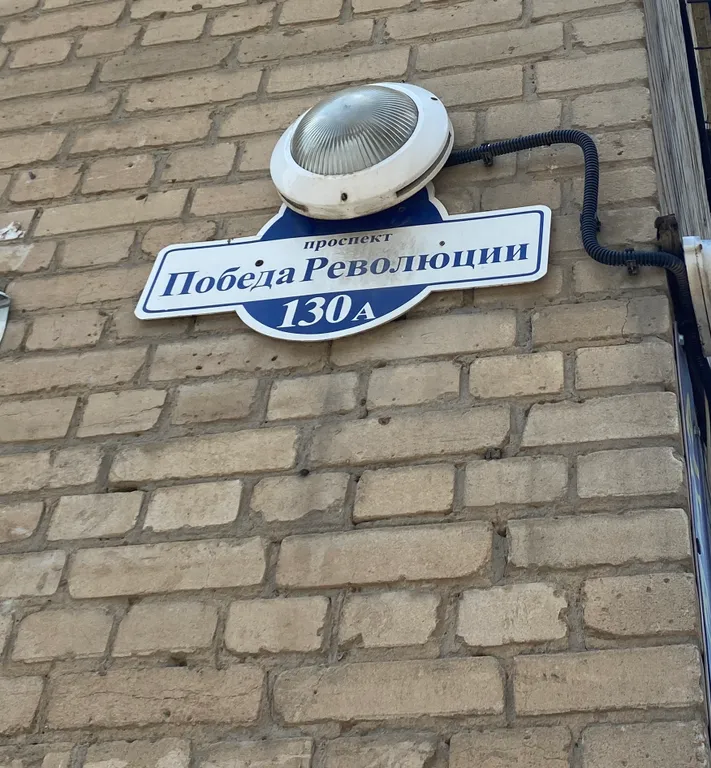 проспект
Победа Революции
130А